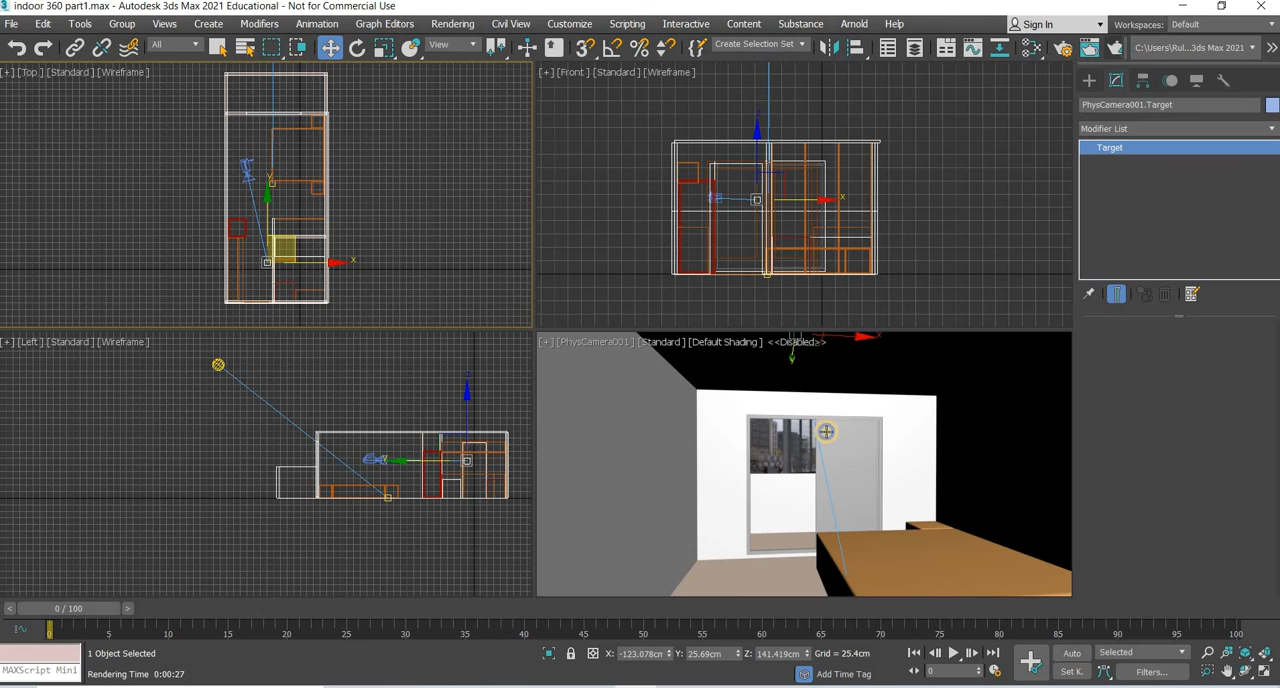 indoor 360 part1.max - Autodesk 3ds Max 2021 Educational - Not for Commercial Use
File Edit Tools Group Views Create Modifiers Animation Graph Editors Rendering Civil View Customize Scripting Interactive Content Substance Arnold Help Sign In Workspaces: Default
All View Create Selection Set C:\Users\Rul...3ds Max 2021
[+] [Top ] [Standard ] [Wireframe ]
[+] [Front ] [Standard ] [Wireframe ]
PhysCamera001.Target
Modifier List
Target
y
x
z
x
[+] [Left ] [Standard ] [Wireframe ]
[+] [PhysCamera001 ] [Standard ] [Default Shading ] <<Disabled>>
z
y
x
< 0 / 100 >
0 5 10 15 20 25 30 35 40 45 50 55 60 65 70 75 80 85 90 95 100
1 Object Selected
X: -123.078cm Y: 25.69cm Z: 141.419cm Grid = 25.4cm
Auto Selected
MAXScript Mini
Rendering Time: 0:00:27
Add Time Tag
0
Set K. Filters...